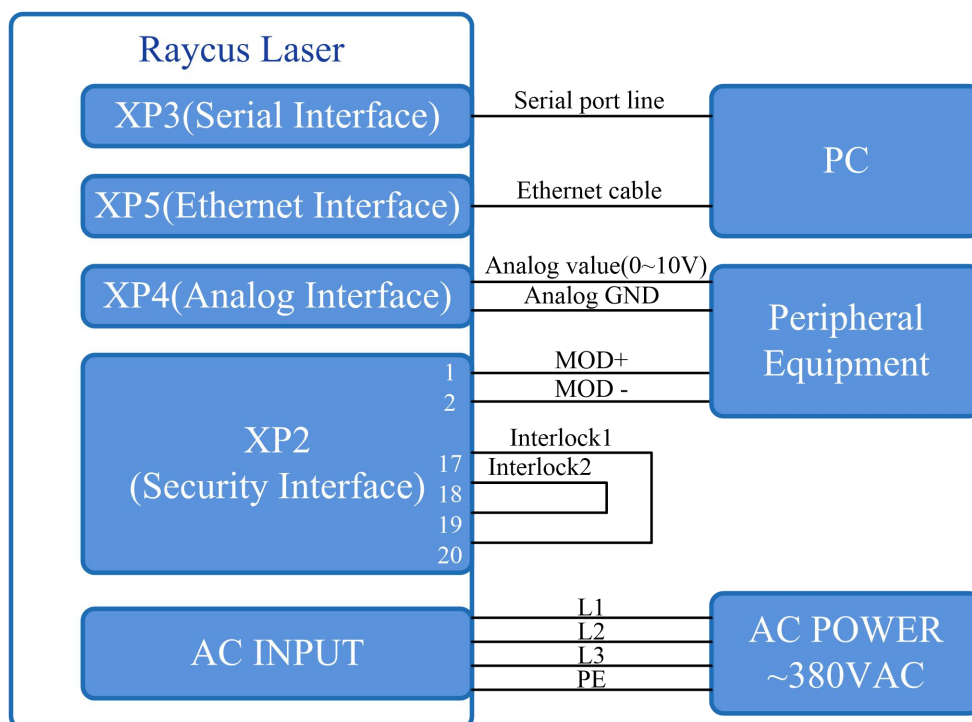 Raycus Laser
XP3(Serial Interface)
Serial port line
PC
XP5(Ethernet Interface)
Ethernet cable
XP4(Analog Interface)
Analog value(0~10V)
Analog GND
Peripheral
Equipment
XP2
(Security Interface)
1
2
17
18
19
20
MOD+
MOD -
Interlock1
Interlock2
AC INPUT
L1
L2
L3
PE
AC POWER
~380VAC